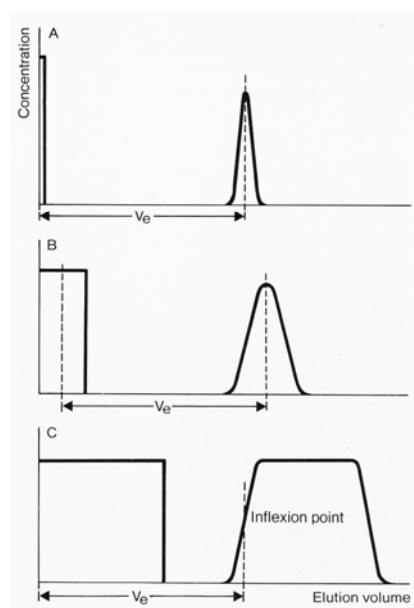 A
Concentration
Ve
B
Ve
C
Inflexion point
Ve
Elution volume